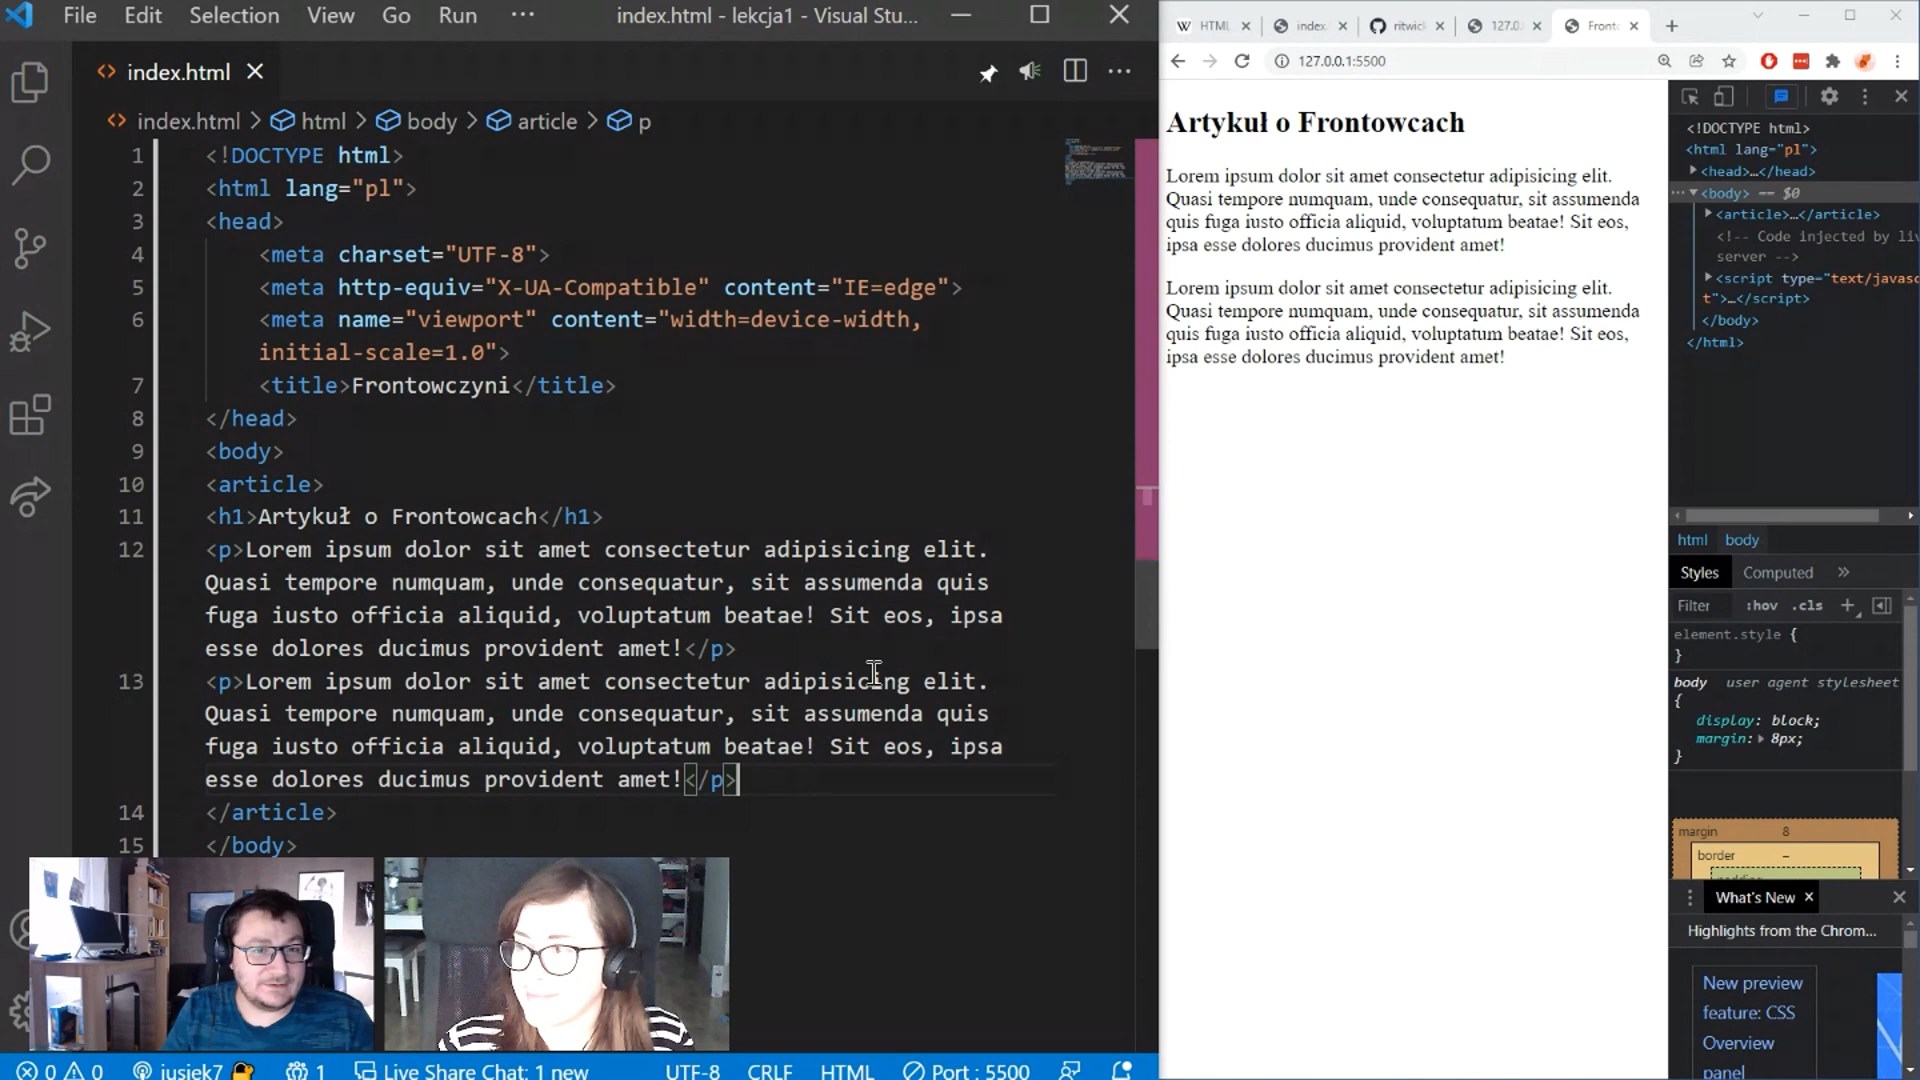 File Edit Selection View Go Run ··· index.html - lekcja1 - Visual Stu...
index.html
index.html > html > body > article > p
1 <!DOCTYPE html>
2 <html lang="pl">
3 <head>
4 <meta charset="UTF-8">
5 <meta http-equiv="X-UA-Compatible" content="IE=edge">
6 <meta name="viewport" content="width=device-width,
initial-scale=1.0">
7 <title>Frontowczyni</title>
8 </head>
9 <body>
10 <article>
11 <h1>Artykuł o Frontowcach</h1>
12 <p>Lorem ipsum dolor sit amet consectetur adipisicing elit.
Quasi tempore numquam, unde consequatur, sit assumenda quis
fuga iusto officia aliquid, voluptatum beatae! Sit eos, ipsa
esse dolores ducimus provident amet!</p>
13 <p>Lorem ipsum dolor sit amet consectetur adipisicing elit.
Quasi tempore numquam, unde consequatur, sit assumenda quis
fuga iusto officia aliquid, voluptatum beatae! Sit eos, ipsa
esse dolores ducimus provident amet!</p>
14 </article>
15 </body>
0 0 jusiek7 1 Live Share Chat: 1 new UTF-8 CRLF HTML Port : 5500
HTML index. ritwic 127.0. Fronto
127.0.0.1:5500
Artykuł o Frontowcach
Lorem ipsum dolor sit amet consectetur adipisicing elit.
Quasi tempore numquam, unde consequatur, sit assumenda
quis fuga iusto officia aliquid, voluptatum beatae! Sit eos,
ipsa esse dolores ducimus provident amet!
Lorem ipsum dolor sit amet consectetur adipisicing elit.
Quasi tempore numquam, unde consequatur, sit assumenda
quis fuga iusto officia aliquid, voluptatum beatae! Sit eos,
ipsa esse dolores ducimus provident amet!
<!DOCTYPE html>
<html lang="pl">
<head>…</head>
<body> == $0
<article>…</article>
<!-- Code injected by liv
server -->
<script type="text/javasc
t">…</script>
</body>
</html>
html body
Styles Computed »
Filter :hov .cls +
element.style {
}
body user agent stylesheet
{
display: block;
margin: 8px;
}
margin 8
border –
What's New
Highlights from the Chrom...
New preview
feature: CSS
Overview
panel